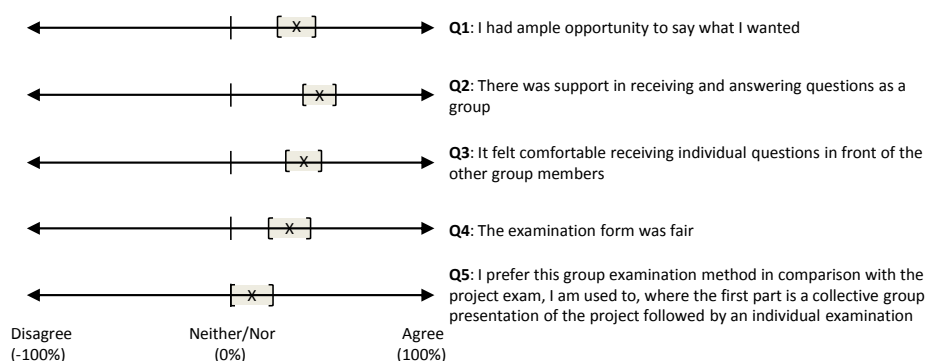 [ X ] Q1: I had ample opportunity to say what I wanted
[ X ] Q2: There was support in receiving and answering questions as a
group
[ X ] Q3: It felt comfortable receiving individual questions in front of the
other group members
[ X ] Q4: The examination form was fair
[ X ] Q5: I prefer this group examination method in comparison with the
project exam, I am used to, where the first part is a collective group
presentation of the project followed by an individual examination
Disagree Neither/Nor Agree
(-100%) (0%) (100%)